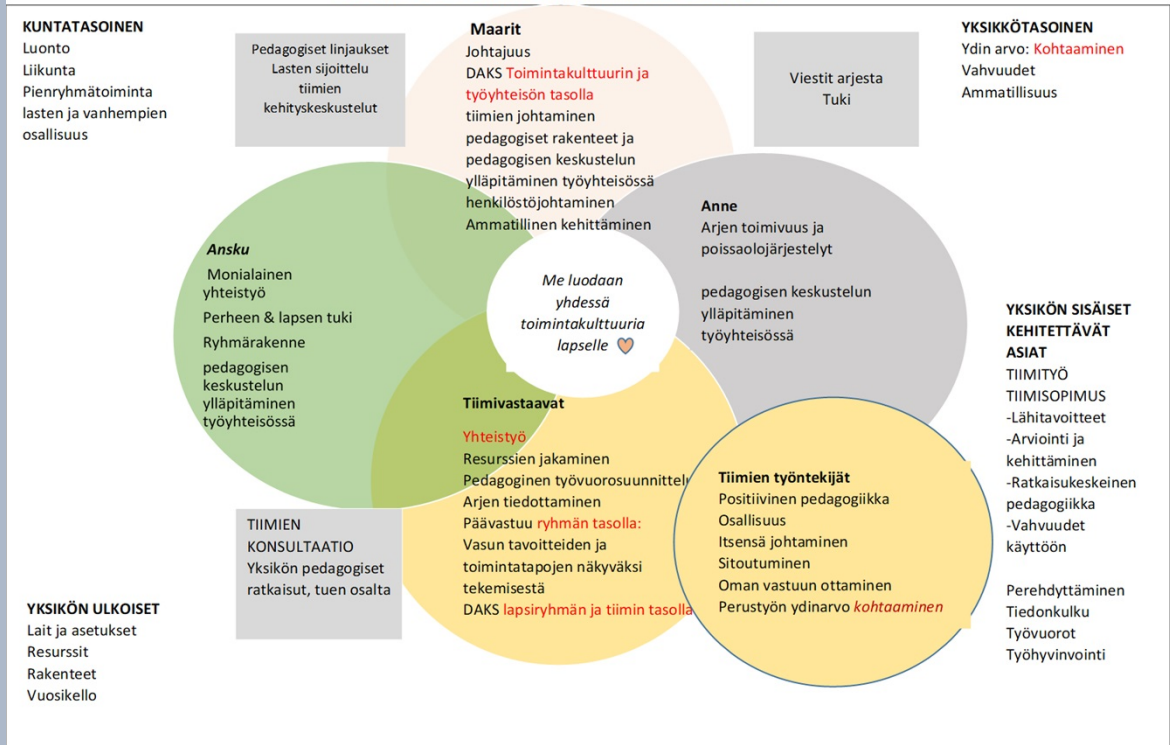 KUNTATASOINEN
Luonto
Liikunta
Pienryhmätoiminta
lasten ja vanhempien
osallisuus
Pedagogiset linjaukset
Lasten sijoittelu
tiimien
kehityskeskustelut
Maarit
Johtajuus
DAKS Toimintakulttuurin ja
työyhteisön tasolla
tiimien johtaminen
pedagogiset rakenteet ja
pedagogisen keskustelun
ylläpitäminen työyhteisössä
henkilöstöjohtaminen
Ammatillinen kehittäminen
Viestit arjesta
Tuki
YKSIKKÖTASOINEN
Ydin arvo: Kohtaaminen
Vahvuudet
Ammatillisuus
Ansku
Monialainen
yhteistyö
Perheen & lapsen tuki
Ryhmärakenne
pedagogisen
keskustelun
ylläpitäminen
työyhteisössä
Me luodaan
yhdessä
toimintakulttuuria
lapselle
Anne
Arjen toimivuus ja
poissaolojärjestelyt
pedagogisen keskustelun
ylläpitäminen
työyhteisössä
YKSIKÖN SISÄISET
KEHITETTÄVÄT
ASIAT
TIIMITYÖ
TIIMISOPIMUS
-Lähitavoitteet
-Arviointi ja
kehittäminen
-Ratkaisukeskeinen
pedagogiikka
-Vahvuudet
käyttöön
Perehdyttäminen
Tiedonkulku
Työvuorot
Työhyvinvointi
Tiimivastaavat
Yhteistyö
Resurssien jakaminen
Pedagoginen työvuorosuunnittelu
Arjen tiedottaminen
Päävastuu ryhmän tasolla:
Vasun tavoitteiden ja
toimintatapojen näkyväksi
tekemisestä
DAKS lapsiryhmän ja tiimin tasolla
Tiimien työntekijät
Positiivinen pedagogiikka
Osallisuus
Itsensä johtaminen
Sitoutuminen
Oman vastuun ottaminen
Perustyön ydinarvo kohtaaminen
TIIMIEN
KONSULTAATIO
Yksikön pedagogiset
ratkaisut, tuen osalta
YKSIKÖN ULKOISET
Lait ja asetukset
Resurssit
Rakenteet
Vuosikello